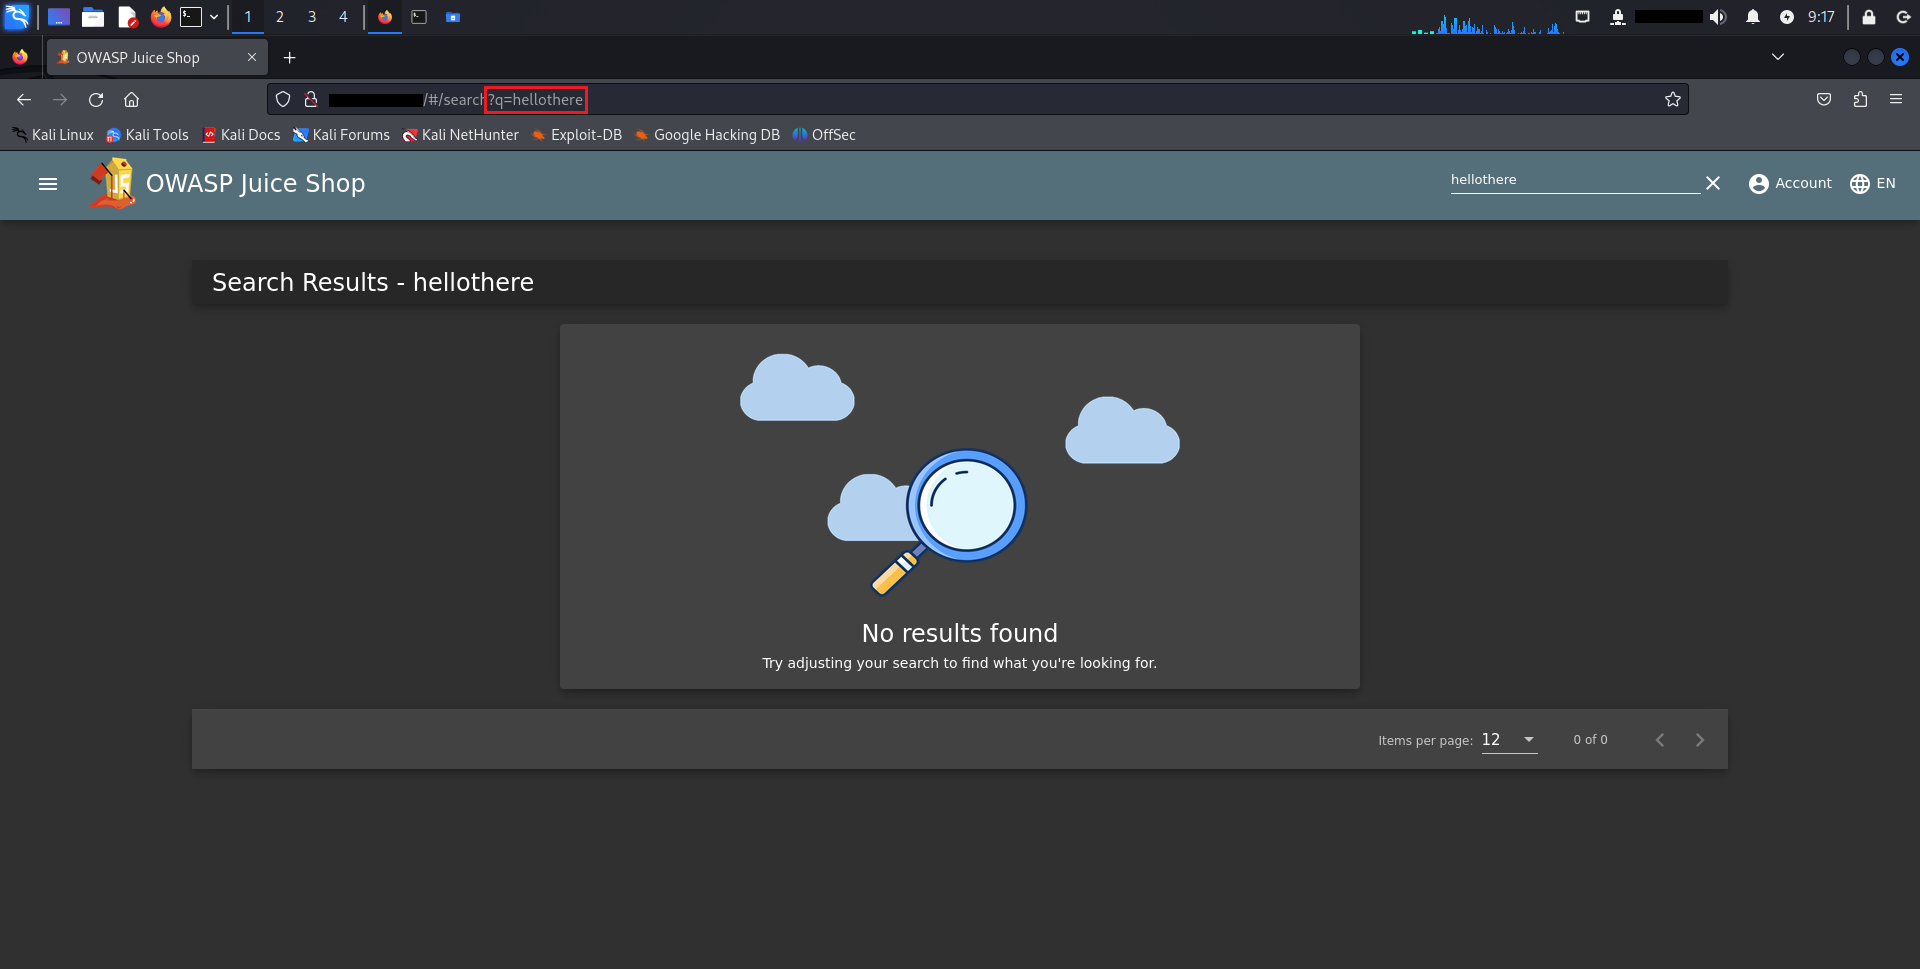 1 2 3 4 9:17
OWASP Juice Shop
/#/search?q=hellothere
Kali Linux Kali Tools Kali Docs Kali Forums Kali NetHunter Exploit-DB Google Hacking DB OffSec
OWASP Juice Shop hellothere Account EN
Search Results - hellothere
No results found
Try adjusting your search to find what you're looking for.
Items per page: 12 0 of 0